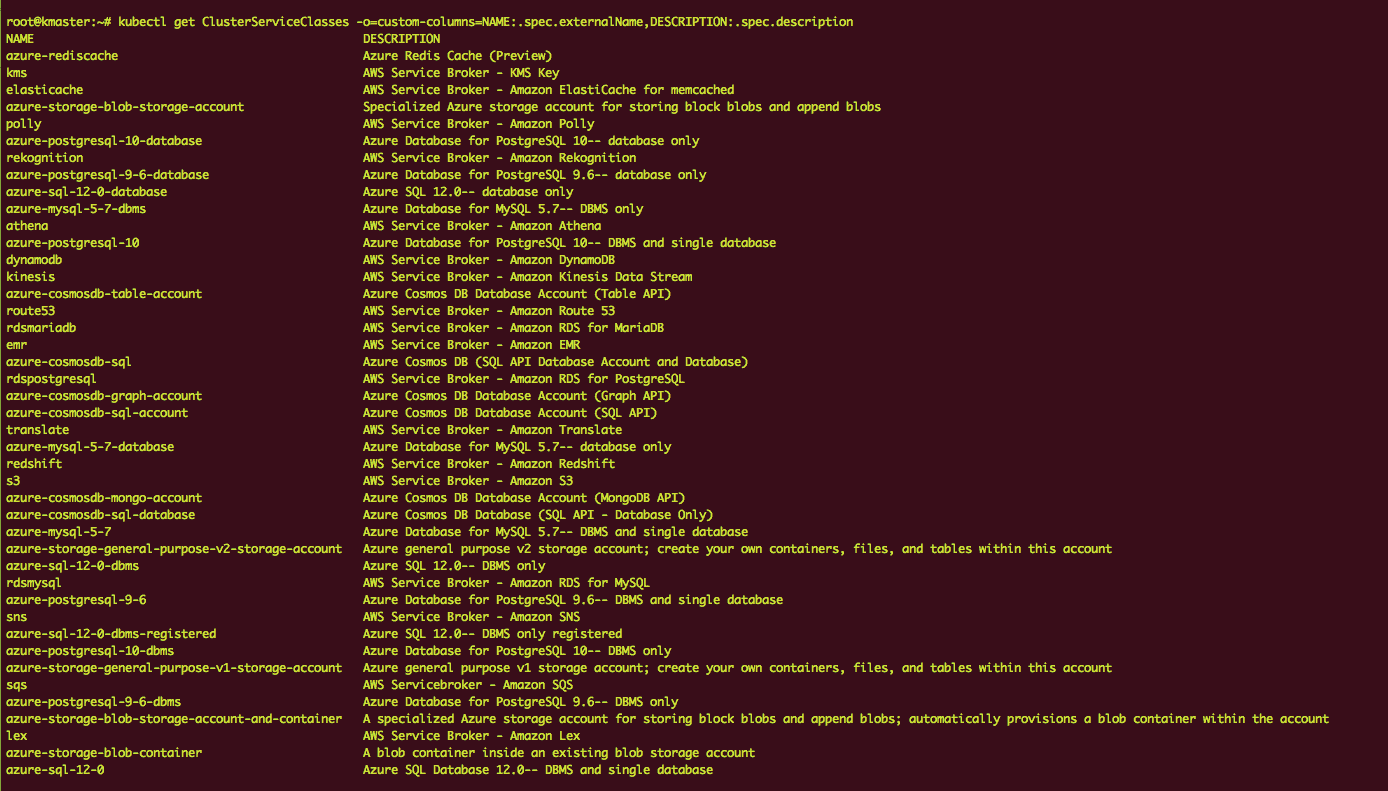 root@kmaster:~# kubectl get ClusterServiceClasses -o=custom-columns=NAME:.spec.externalName,DESCRIPTION:.spec.description
NAME DESCRIPTION
azure-rediscache Azure Redis Cache (Preview)
kms AWS Service Broker - KMS Key
elasticache AWS Service Broker - Amazon ElastiCache for memcached
azure-storage-blob-storage-account Specialized Azure storage account for storing block blobs and append blobs
polly AWS Service Broker - Amazon Polly
azure-postgresql-10-database Azure Database for PostgreSQL 10-- database only
rekognition AWS Service Broker - Amazon Rekognition
azure-postgresql-9-6-database Azure Database for PostgreSQL 9.6-- database only
azure-sql-12-0-database Azure SQL 12.0-- database only
azure-mysql-5-7-dbms Azure Database for MySQL 5.7-- DBMS only
athena AWS Service Broker - Amazon Athena
azure-postgresql-10 Azure Database for PostgreSQL 10-- DBMS and single database
dynamodb AWS Service Broker - Amazon DynamoDB
kinesis AWS Service Broker - Amazon Kinesis Data Stream
azure-cosmosdb-table-account Azure Cosmos DB Database Account (Table API)
route53 AWS Service Broker - Amazon Route 53
rdsmariadb AWS Service Broker - Amazon RDS for MariaDB
emr AWS Service Broker - Amazon EMR
azure-cosmosdb-sql Azure Cosmos DB (SQL API Database Account and Database)
rdspostgresql AWS Service Broker - Amazon RDS for PostgreSQL
azure-cosmosdb-graph-account Azure Cosmos DB Database Account (Graph API)
azure-cosmosdb-sql-account Azure Cosmos DB Database Account (SQL API)
translate AWS Service Broker - Amazon Translate
azure-mysql-5-7-database Azure Database for MySQL 5.7-- database only
redshift AWS Service Broker - Amazon Redshift
s3 AWS Service Broker - Amazon S3
azure-cosmosdb-mongo-account Azure Cosmos DB Database Account (MongoDB API)
azure-cosmosdb-sql-database Azure Cosmos DB Database (SQL API - Database Only)
azure-mysql-5-7 Azure Database for MySQL 5.7-- DBMS and single database
azure-storage-general-purpose-v2-storage-account Azure general purpose v2 storage account; create your own containers, files, and tables within this account
azure-sql-12-0-dbms Azure SQL 12.0-- DBMS only
rdsmysql AWS Service Broker - Amazon RDS for MySQL
azure-postgresql-9-6 Azure Database for PostgreSQL 9.6-- DBMS and single database
sns AWS Service Broker - Amazon SNS
azure-sql-12-0-dbms-registered Azure SQL 12.0-- DBMS only registered
azure-postgresql-10-dbms Azure Database for PostgreSQL 10-- DBMS only
azure-storage-general-purpose-v1-storage-account Azure general purpose v1 storage account; create your own containers, files, and tables within this account
sqs AWS Servicebroker - Amazon SQS
azure-postgresql-9-6-dbms Azure Database for PostgreSQL 9.6-- DBMS only
azure-storage-blob-storage-account-and-container A specialized Azure storage account for storing block blobs and append blobs; automatically provisions a blob container within the account
lex AWS Service Broker - Amazon Lex
azure-storage-blob-container A blob container inside an existing blob storage account
azure-sql-12-0 Azure SQL Database 12.0-- DBMS and single database